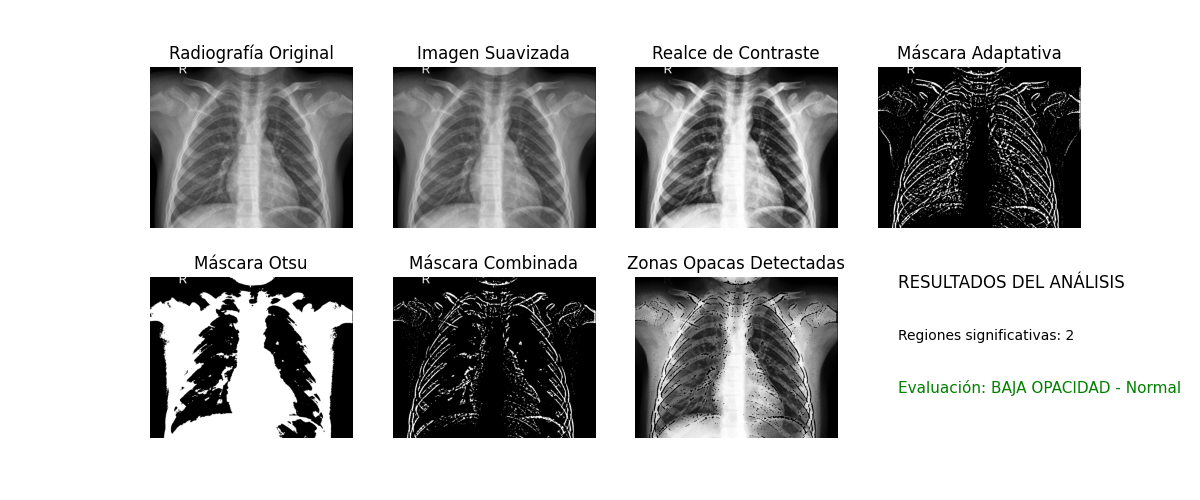 Radiografía Original
Imagen Suavizada
Realce de Contraste
Máscara Adaptativa
R
R
R
R
Máscara Otsu
Máscara Combinada
Zonas Opacas Detectadas
R
R
RESULTADOS DEL ANÁLISIS
Regiones significativas: 2
Evaluación: BAJA OPACIDAD - Normal